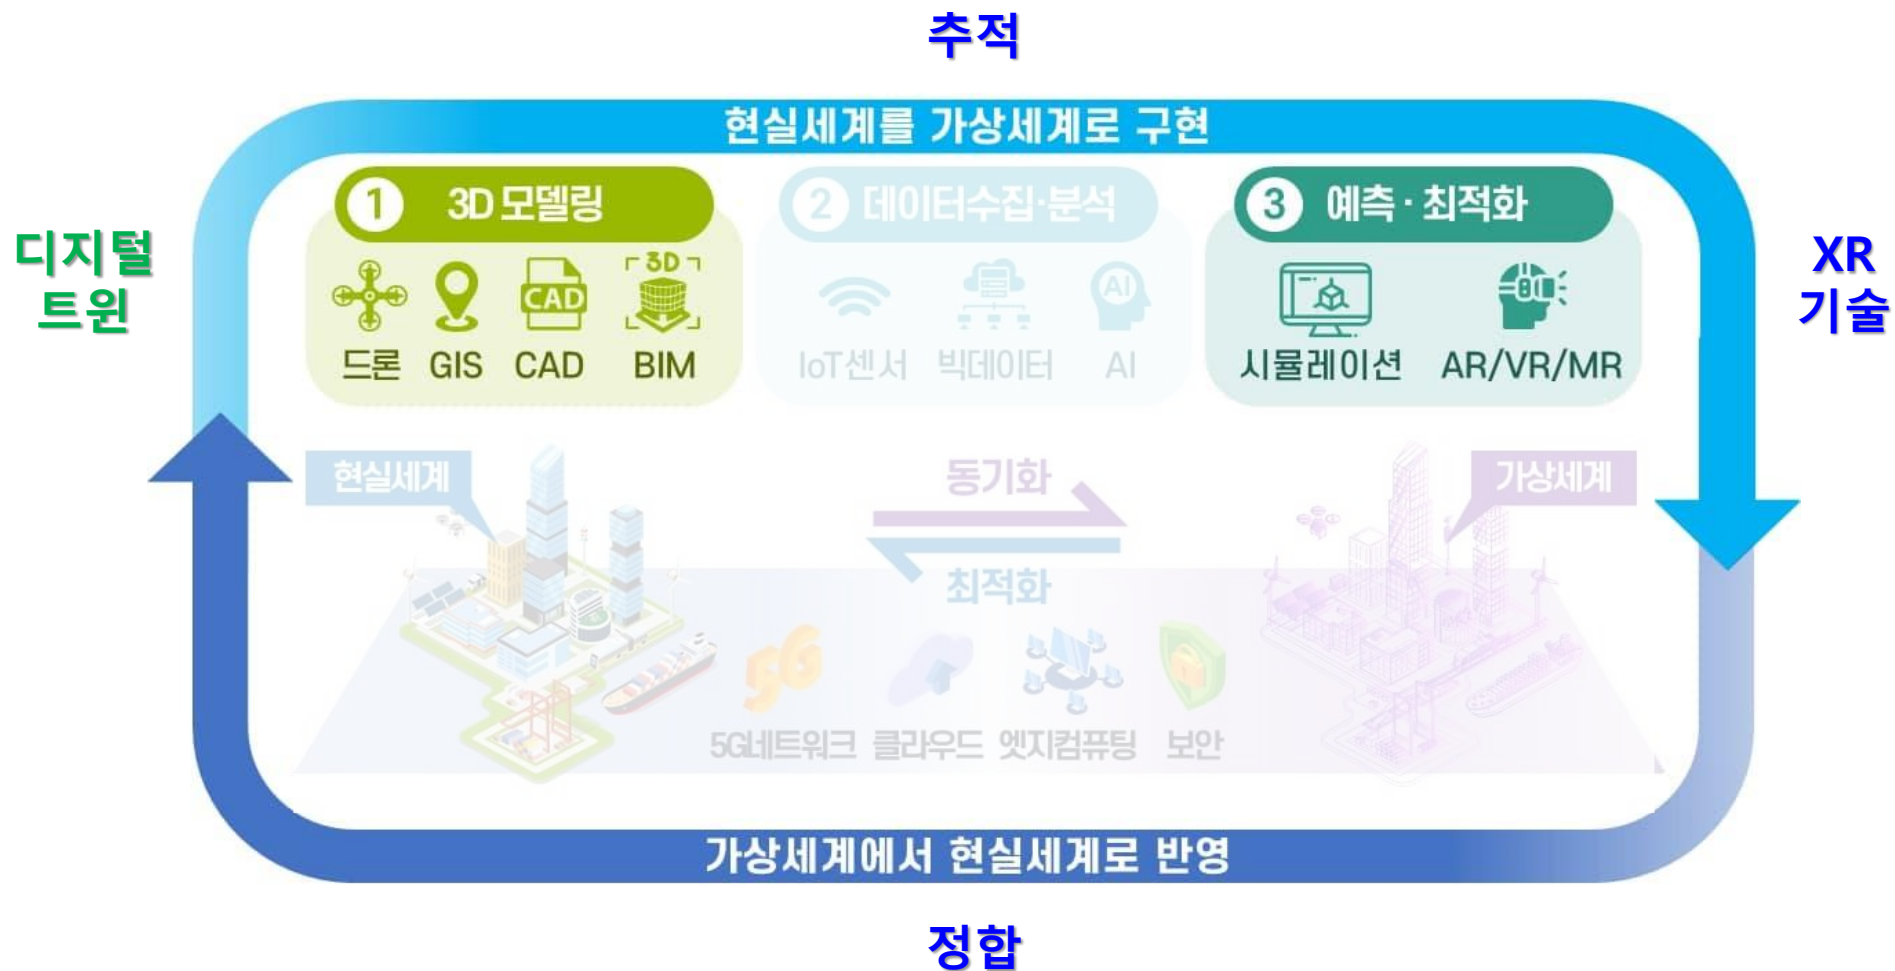 추적
현실세계를 가상세계로 구현
1 3D 모델링
2 데이터수집·분석
3 예측 · 최적화
디지털
트윈
XR
기술
CAD
3D
AI
드론 GIS CAD BIM
IoT센서 빅데이터 AI
시뮬레이션 AR/VR/MR
현실세계
동기화
가상세계
최적화
5G
5G네트워크 클라우드 엣지컴퓨팅 보안
가상세계에서 현실세계로 반영
정합